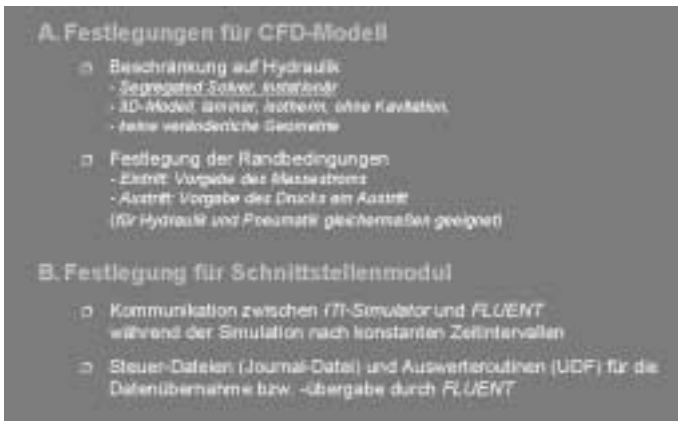 A. Festlegungen für CFD-Modell
❑ Beschränkung auf Hydraulik
- Segregated Solver, instationär
- 3D-Modell, laminar, isotherm, ohne Kavitation,
- keine veränderliche Geometrie
❑ Festlegung der Randbedingungen
- Eintritt: Vorgabe des Massestroms
- Austritt: Vorgabe des Drucks am Austritt
(für Hydraulik und Pneumatik gleichermaßen geeignet)
B. Festlegung für Schnittstellenmodul
❑ Kommunikation zwischen ITI-Simulator und FLUENT
während der Simulation nach konstanten Zeitintervallen
❑ Steuer-Dateien (Journal-Datei) und Auswerteroutinen (UDF) für die
Datenübernahme bzw. -übergabe durch FLUENT